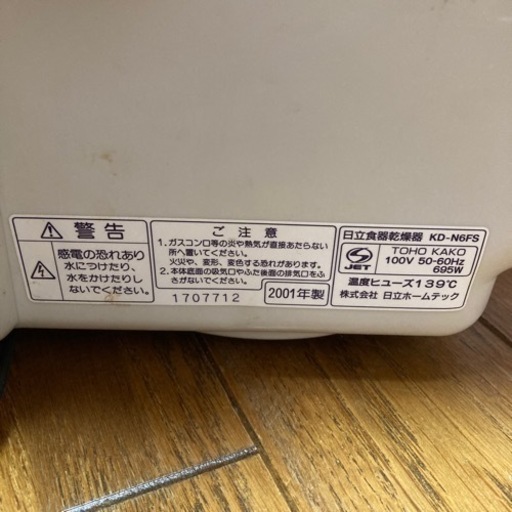 警告
感電の恐れあり
水につけたり、
水をかけたりし
ないでください。
ご注意
1.ガスコンロ等の炎や熱気が直接あたらない
所へ置いてください。
火災や、変形、変色する恐れがあります。
2.本体底面の吸気口やふた後面の排気口をふ
さがないでください。
1707712
2001年製
日立食器乾燥器 KD-N6FS
TOHO KAKO
100V 50-60Hz
695W
JET
温度ヒューズ139℃
株式会社 日立ホームテック